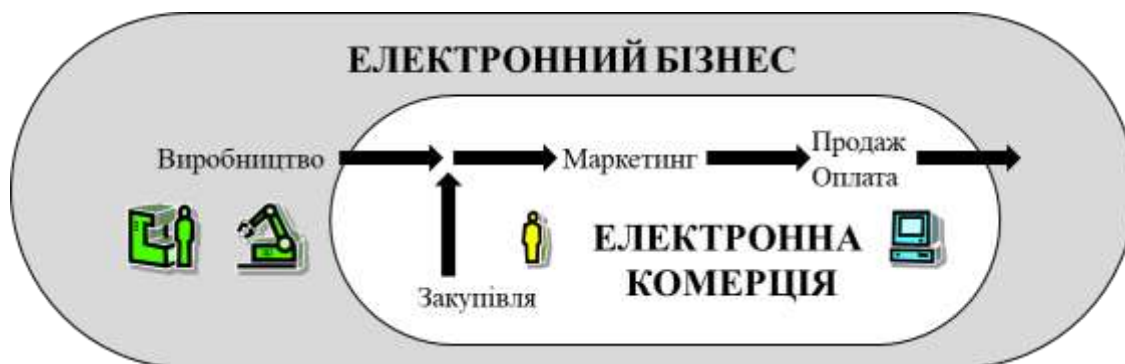 ЕЛЕКТРОННИЙ БІЗНЕС
Виробництво
Маркетинг
Продаж
Оплата
Закупівля
ЕЛЕКТРОННА
КОМЕРЦІЯ